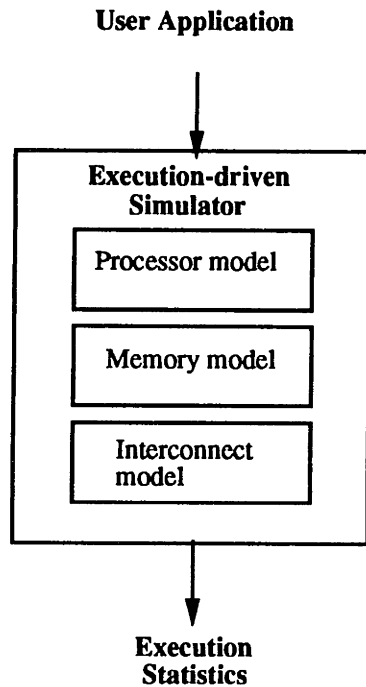 User Application
Execution-driven
Simulator
Processor model
Memory model
Interconnect
model
Execution
Statistics